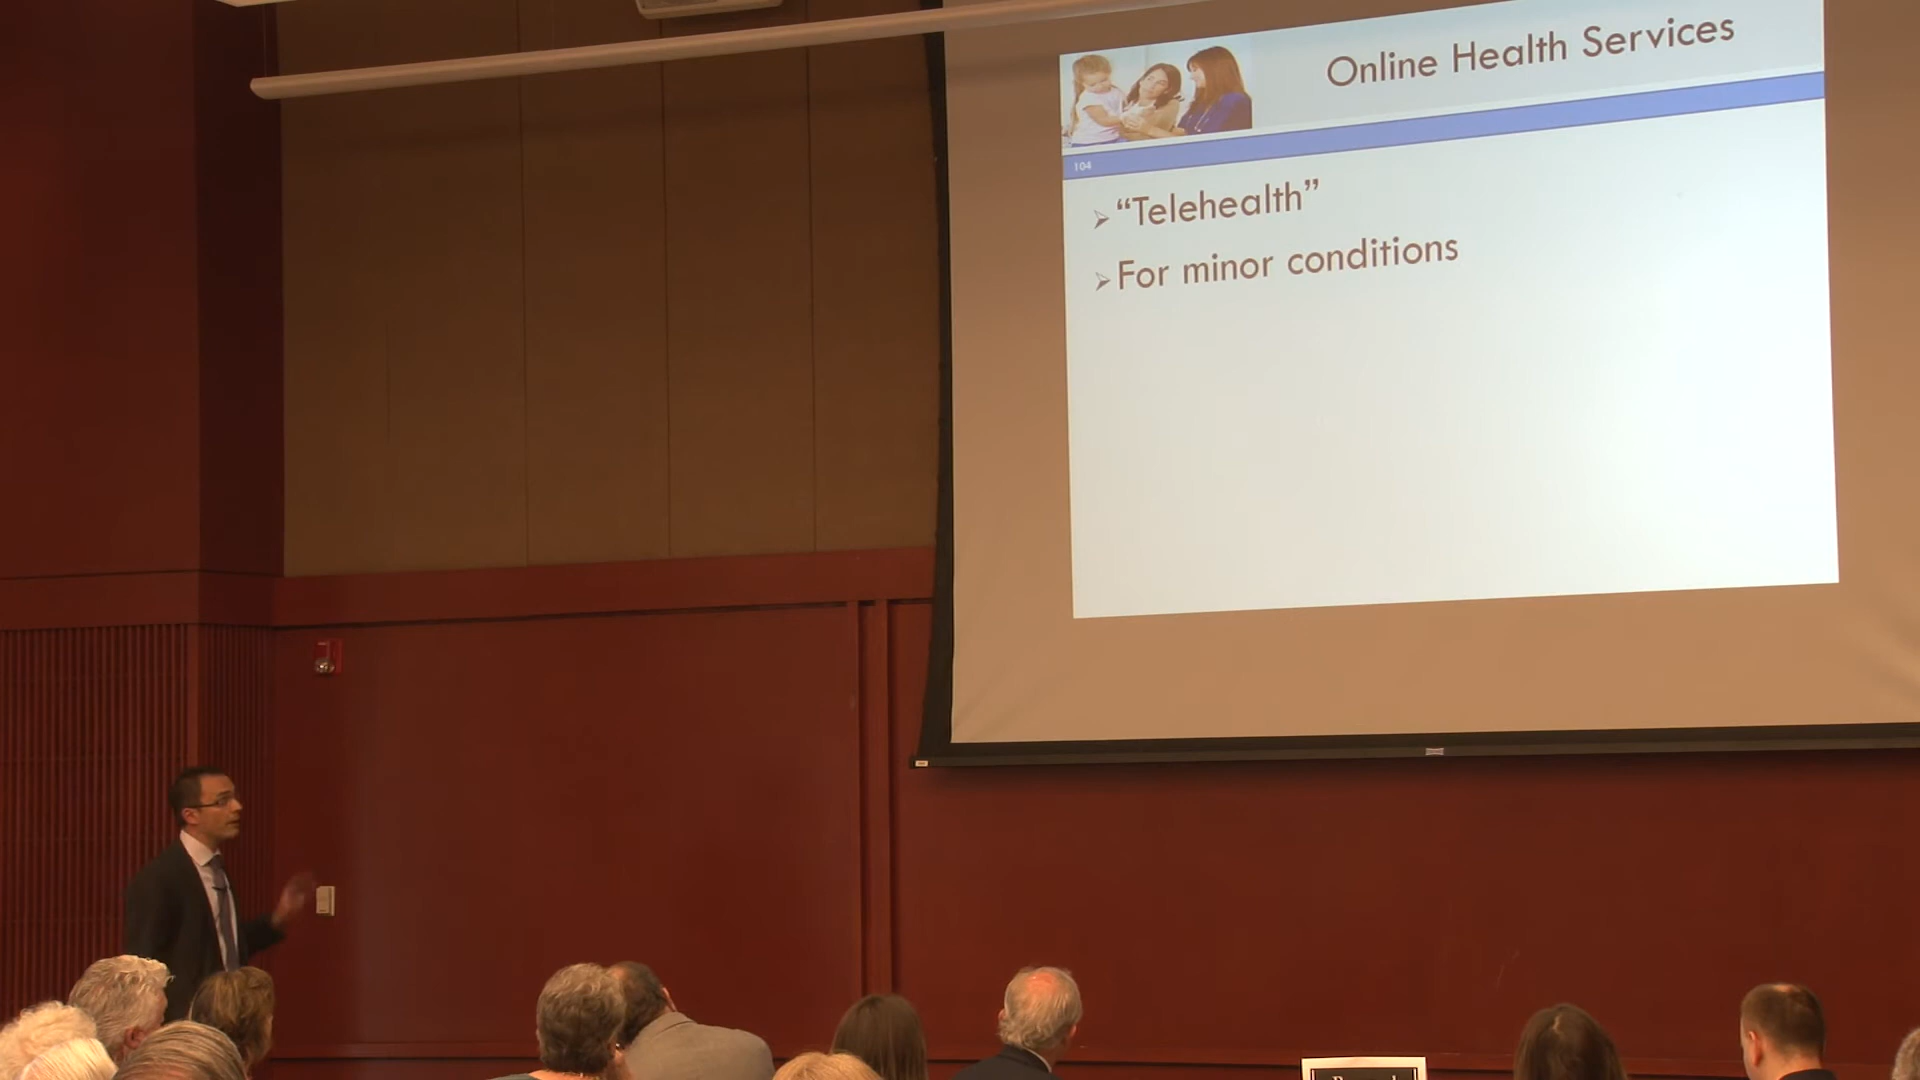 Online Health Services
104
➢ “Telehealth”
➢ For minor conditions